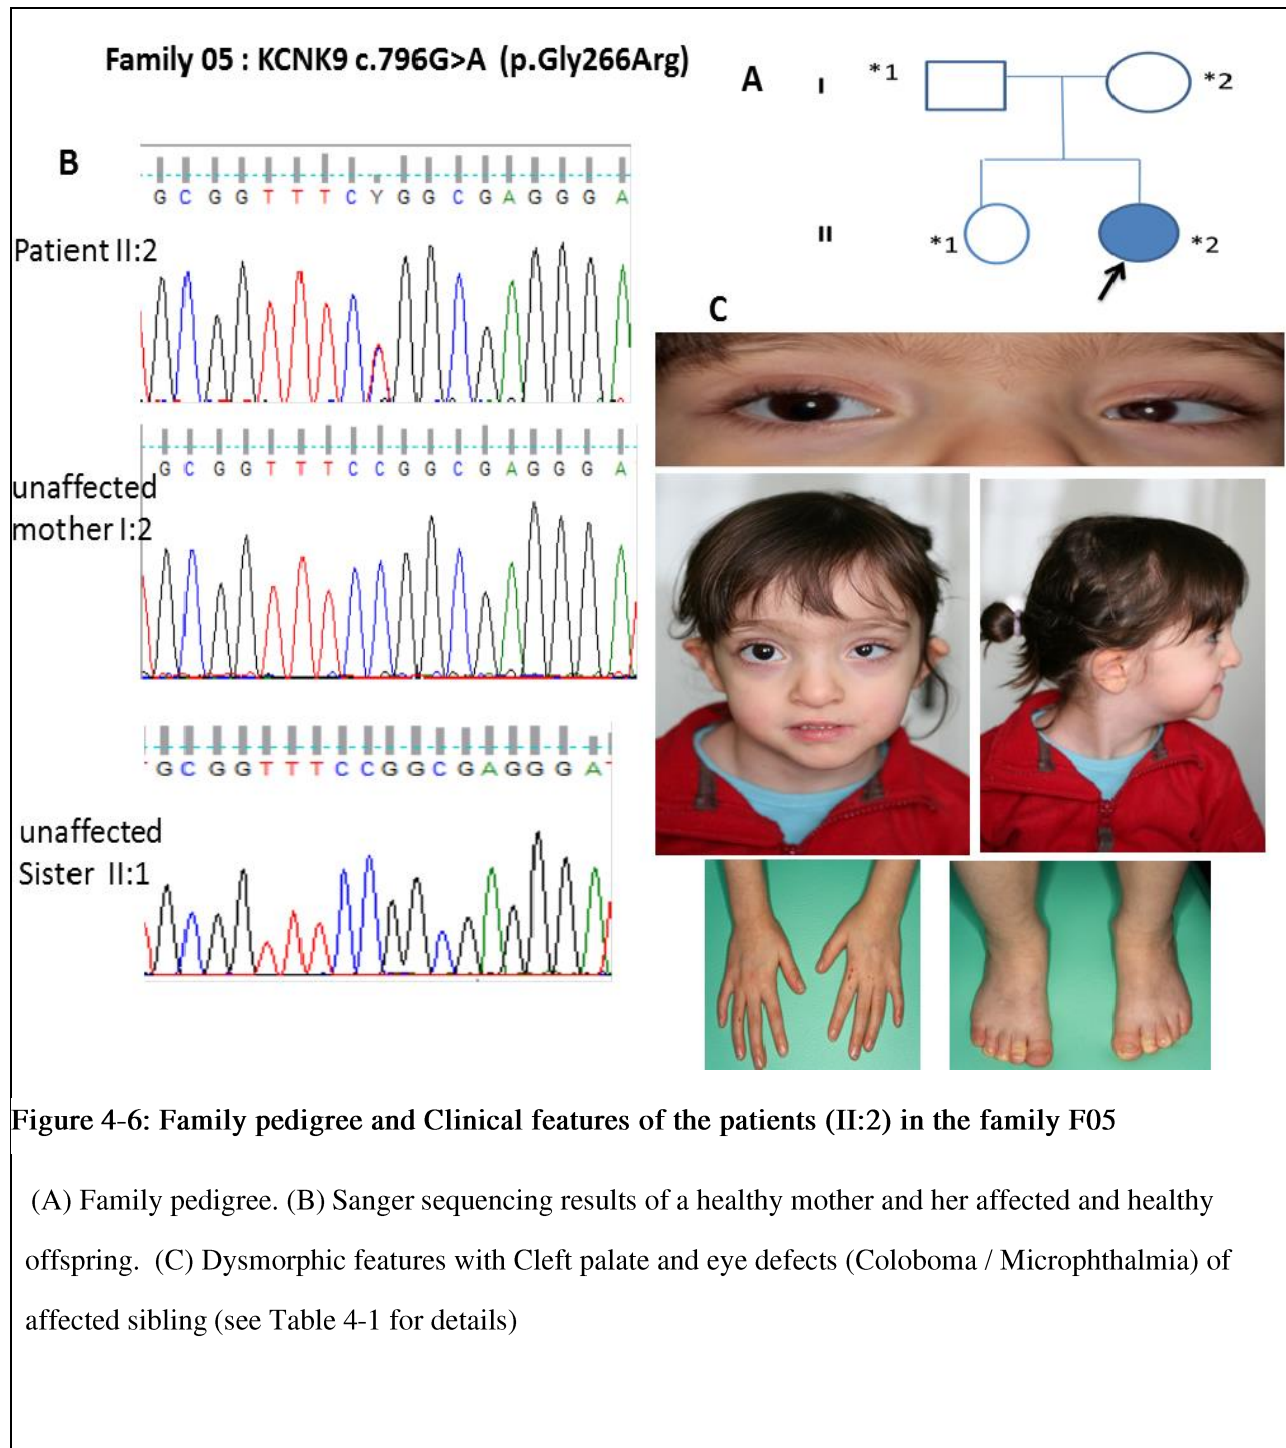 Family 05 : KCNK9 c.796G>A (p.Gly266Arg)
A
I
*1
*2
II
*1
*2
B
G C G G T T T C Y G G C G A G G G A
Patient II:2
G C G G T T T C C G G C G A G G G A
unaffected
mother I:2
G C G G T T T C C G G C G A G G G A T
unaffected
Sister II:1
C
Figure 4-6: Family pedigree and Clinical features of the patients (II:2) in the family F05
(A) Family pedigree. (B) Sanger sequencing results of a healthy mother and her affected and healthy
offspring. (C) Dysmorphic features with Cleft palate and eye defects (Coloboma / Microphthalmia) of
affected sibling (see Table 4-1 for details)